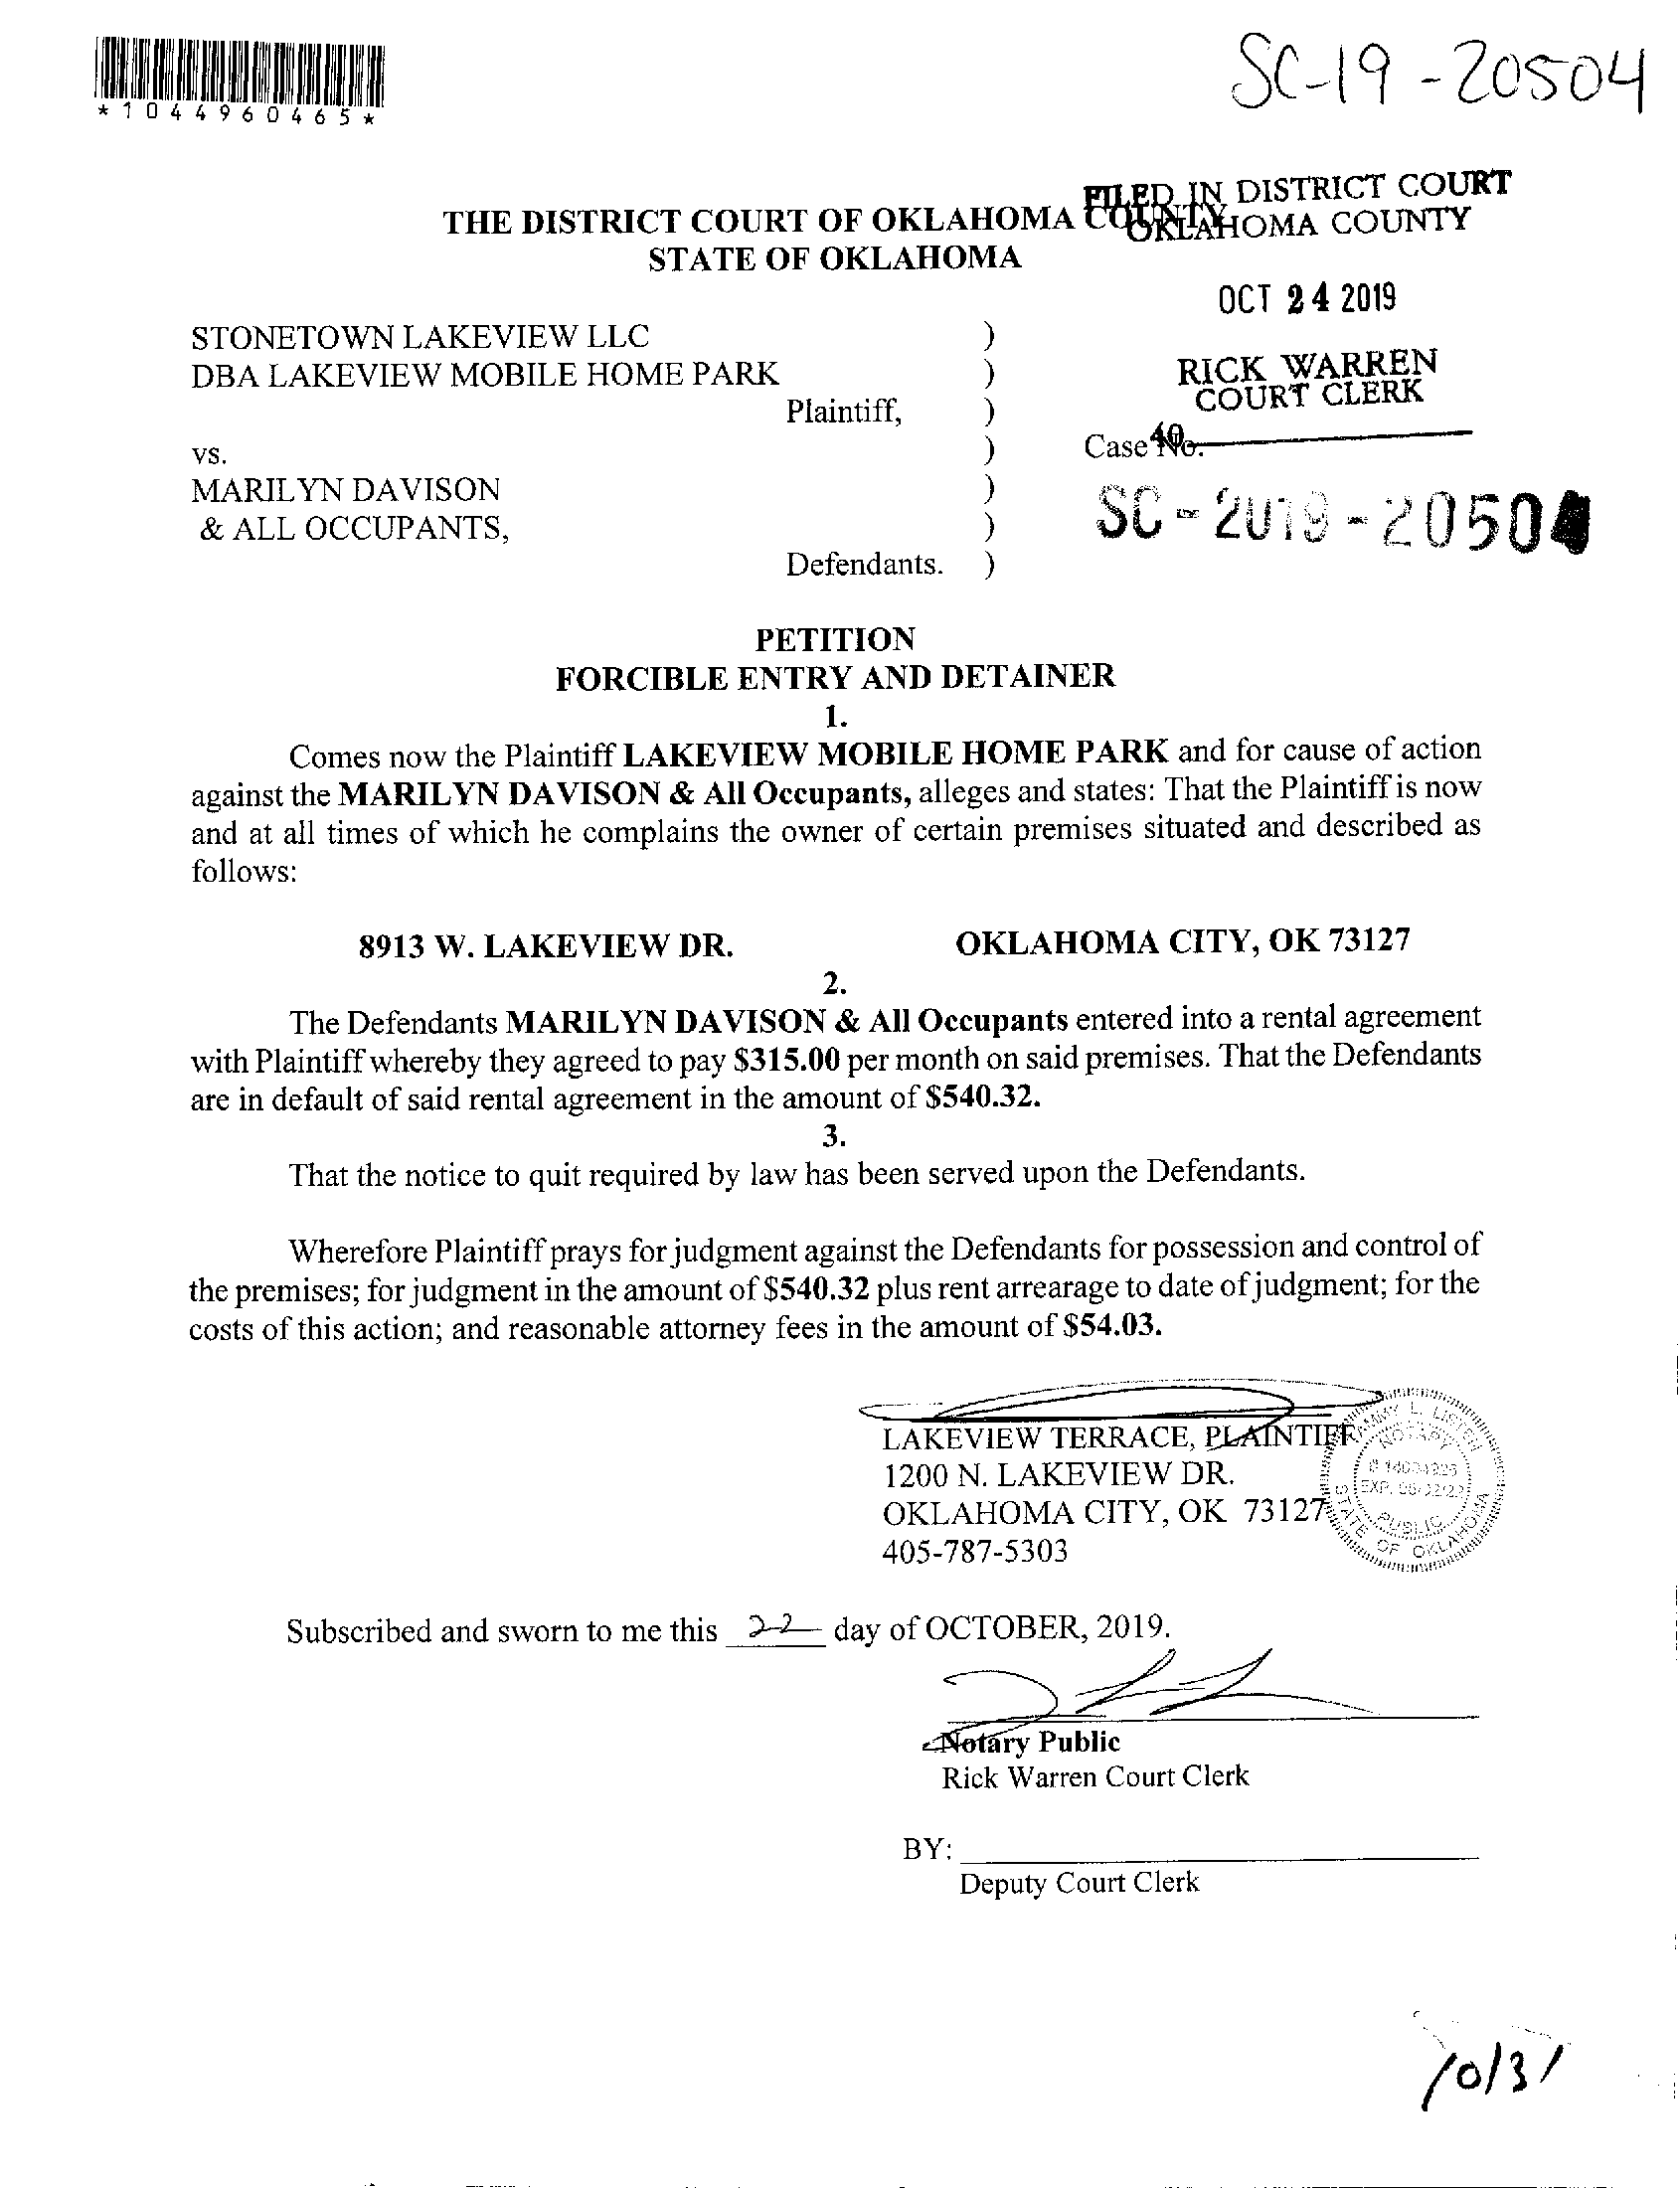 SC-19-20504
*1044960465*
FILED IN DISTRICT COURT
OKLAHOMA COUNTY
THE DISTRICT COURT OF OKLAHOMA COUNTY
STATE OF OKLAHOMA
OCT 24 2019
STONETOWN LAKEVIEW LLC )
DBA LAKEVIEW MOBILE HOME PARK )
RICK WARREN
COURT CLERK
Plaintiff, )
40
vs. ) Case No.
MARILYN DAVISON )
& ALL OCCUPANTS, )
SC-2019-20504
Defendants. )
PETITION
FORCIBLE ENTRY AND DETAINER
1.
Comes now the Plaintiff LAKEVIEW MOBILE HOME PARK and for cause of action
against the MARILYN DAVISON & All Occupants, alleges and states: That the Plaintiff is now
and at all times of which he complains the owner of certain premises situated and described as
follows:
8913 W. LAKEVIEW DR. OKLAHOMA CITY, OK 73127
2.
The Defendants MARILYN DAVISON & All Occupants entered into a rental agreement
with Plaintiff whereby they agreed to pay $315.00 per month on said premises. That the Defendants
are in default of said rental agreement in the amount of $540.32.
3.
That the notice to quit required by law has been served upon the Defendants.
Wherefore Plaintiff prays for judgment against the Defendants for possession and control of
the premises; for judgment in the amount of $540.32 plus rent arrearage to date of judgment; for the
costs of this action; and reasonable attorney fees in the amount of $54.03.
LAKEVIEW TERRACE, PLAINTIFF
1200 N. LAKEVIEW DR.
OKLAHOMA CITY, OK 73127
405-787-5303
NOTARY
PUBLIC
STATE OF OKLAHOMA
Subscribed and sworn to me this 22 day of OCTOBER, 2019.
Notary Public
Rick Warren Court Clerk
BY:
Deputy Court Clerk
10/31